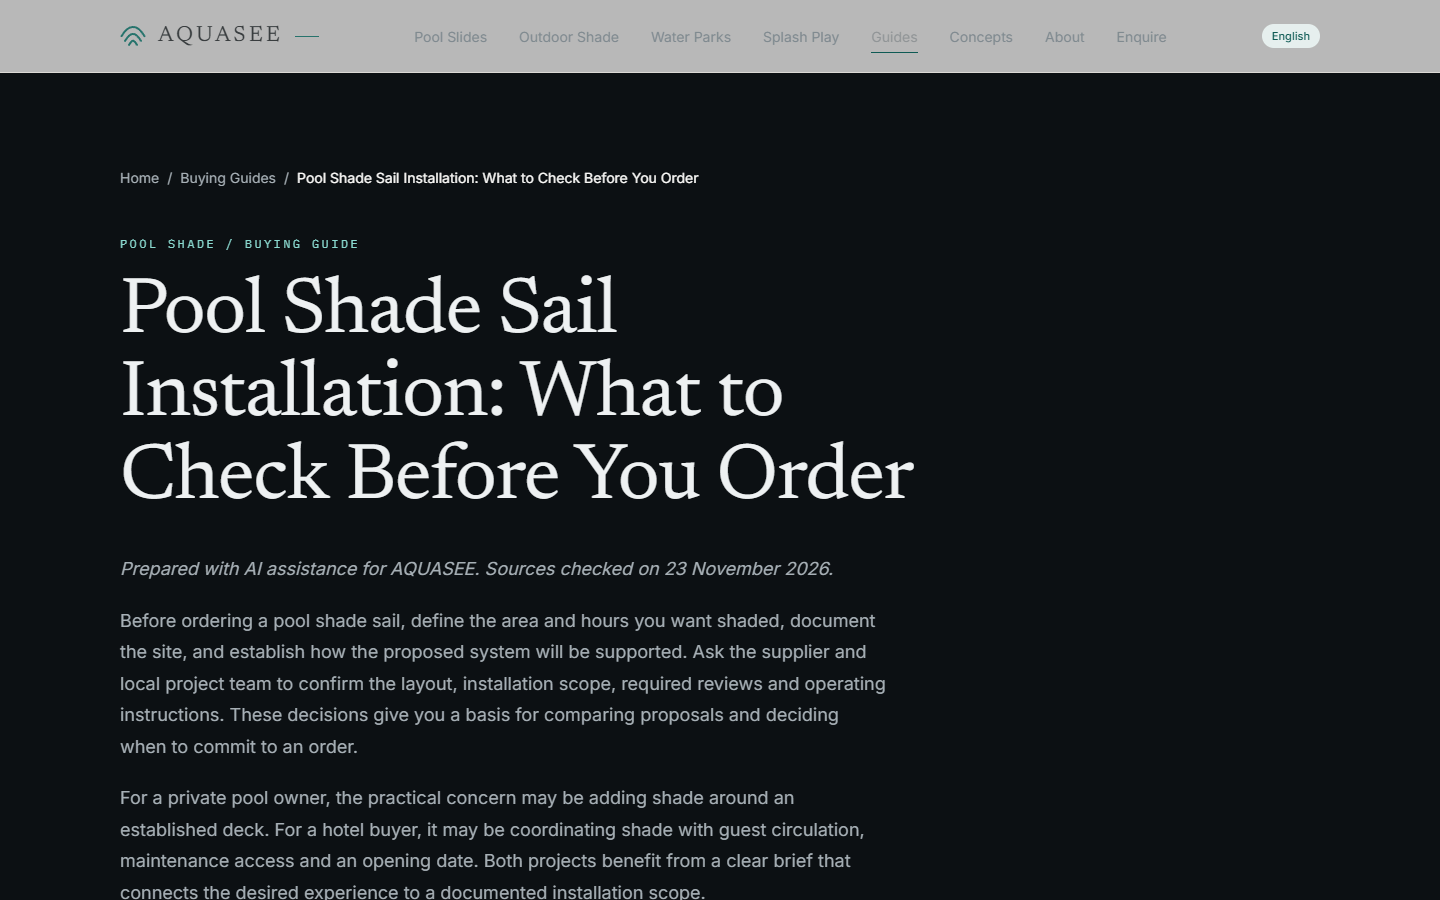 AQUASEE
Pool Slides Outdoor Shade Water Parks Splash Play Guides Concepts About Enquire
English
Home / Buying Guides / Pool Shade Sail Installation: What to Check Before You Order
POOL SHADE / BUYING GUIDE
Pool Shade Sail
Installation: What to
Check Before You Order
Prepared with AI assistance for AQUASEE. Sources checked on 23 November 2026.
Before ordering a pool shade sail, define the area and hours you want shaded, document
the site, and establish how the proposed system will be supported. Ask the supplier and
local project team to confirm the layout, installation scope, required reviews and operating
instructions. These decisions give you a basis for comparing proposals and deciding
when to commit to an order.
For a private pool owner, the practical concern may be adding shade around an
established deck. For a hotel buyer, it may be coordinating shade with guest circulation,
maintenance access and an opening date. Both projects benefit from a clear brief that
connects the desired experience to a documented installation scope.